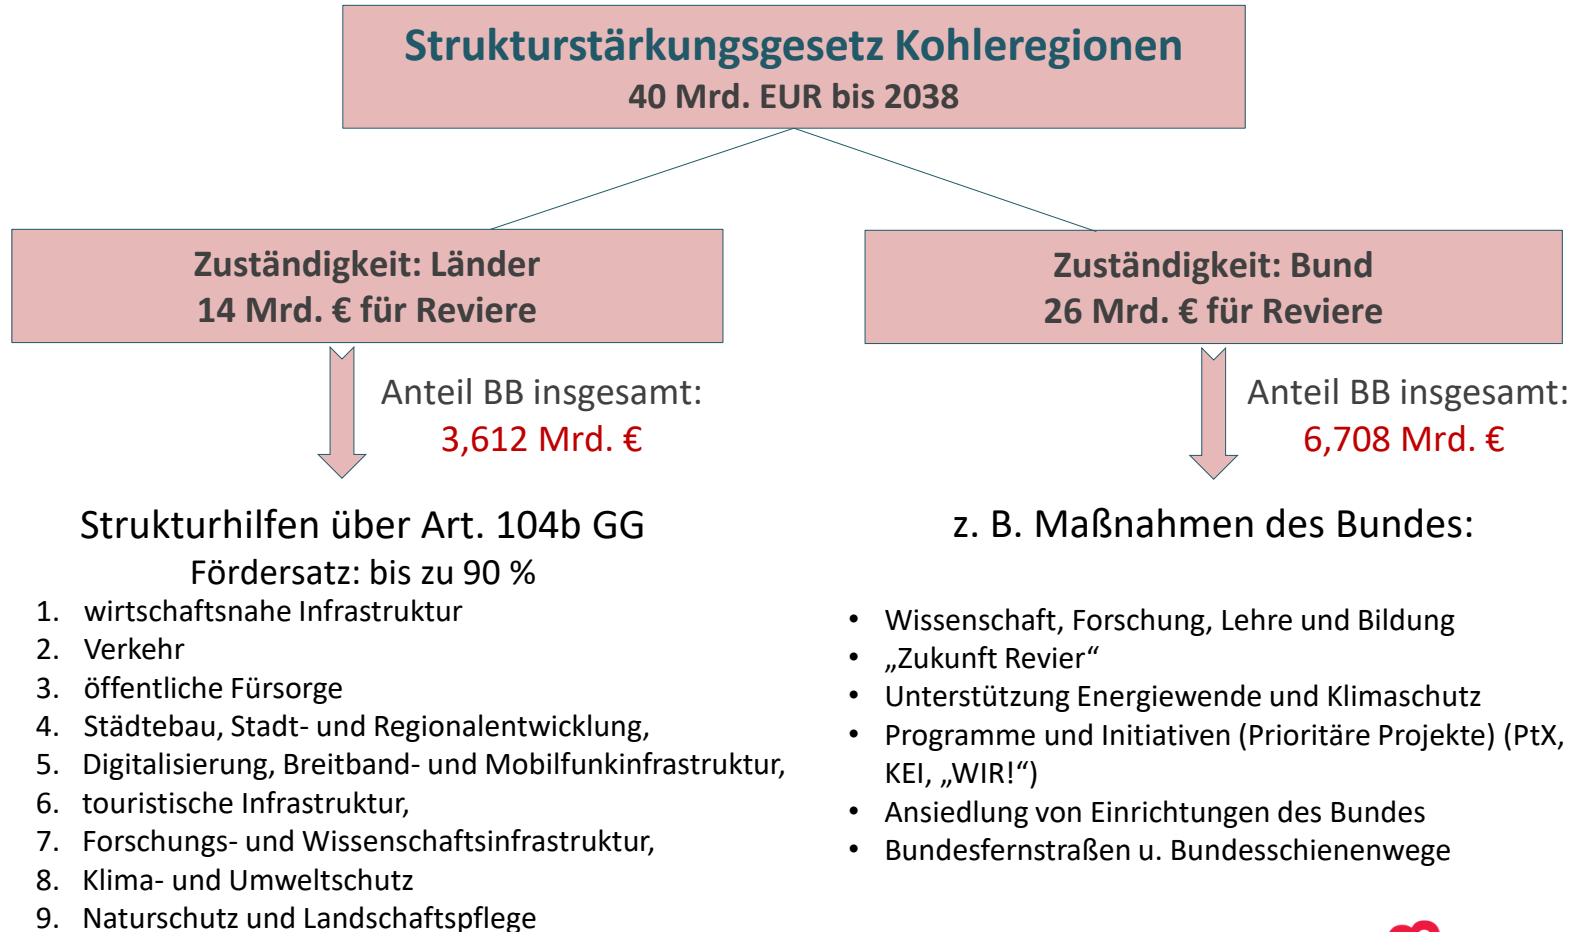 Strukturstärkungsgesetz Kohleregionen
40 Mrd. EUR bis 2038
Zuständigkeit: Länder
14 Mrd. € für Reviere
Anteil BB insgesamt:
3,612 Mrd. €
Strukturhilfen über Art. 104b GG
Fördersatz: bis zu 90 %
1. wirtschaftsnahe Infrastruktur
2. Verkehr
3. öffentliche Fürsorge
4. Städtebau, Stadt- und Regionalentwicklung,
5. Digitalisierung, Breitband- und Mobilfunkinfrastruktur,
6. touristische Infrastruktur,
7. Forschungs- und Wissenschaftsinfrastruktur,
8. Klima- und Umweltschutz
9. Naturschutz und Landschaftspflege
Zuständigkeit: Bund
26 Mrd. € für Reviere
Anteil BB insgesamt:
6,708 Mrd. €
z. B. Maßnahmen des Bundes:
• Wissenschaft, Forschung, Lehre und Bildung
• „Zukunft Revier“
• Unterstützung Energiewende und Klimaschutz
• Programme und Initiativen (Prioritäre Projekte) (PtX,
KEI, „WIR!“)
• Ansiedlung von Einrichtungen des Bundes
• Bundesfernstraßen u. Bundesschienenwege